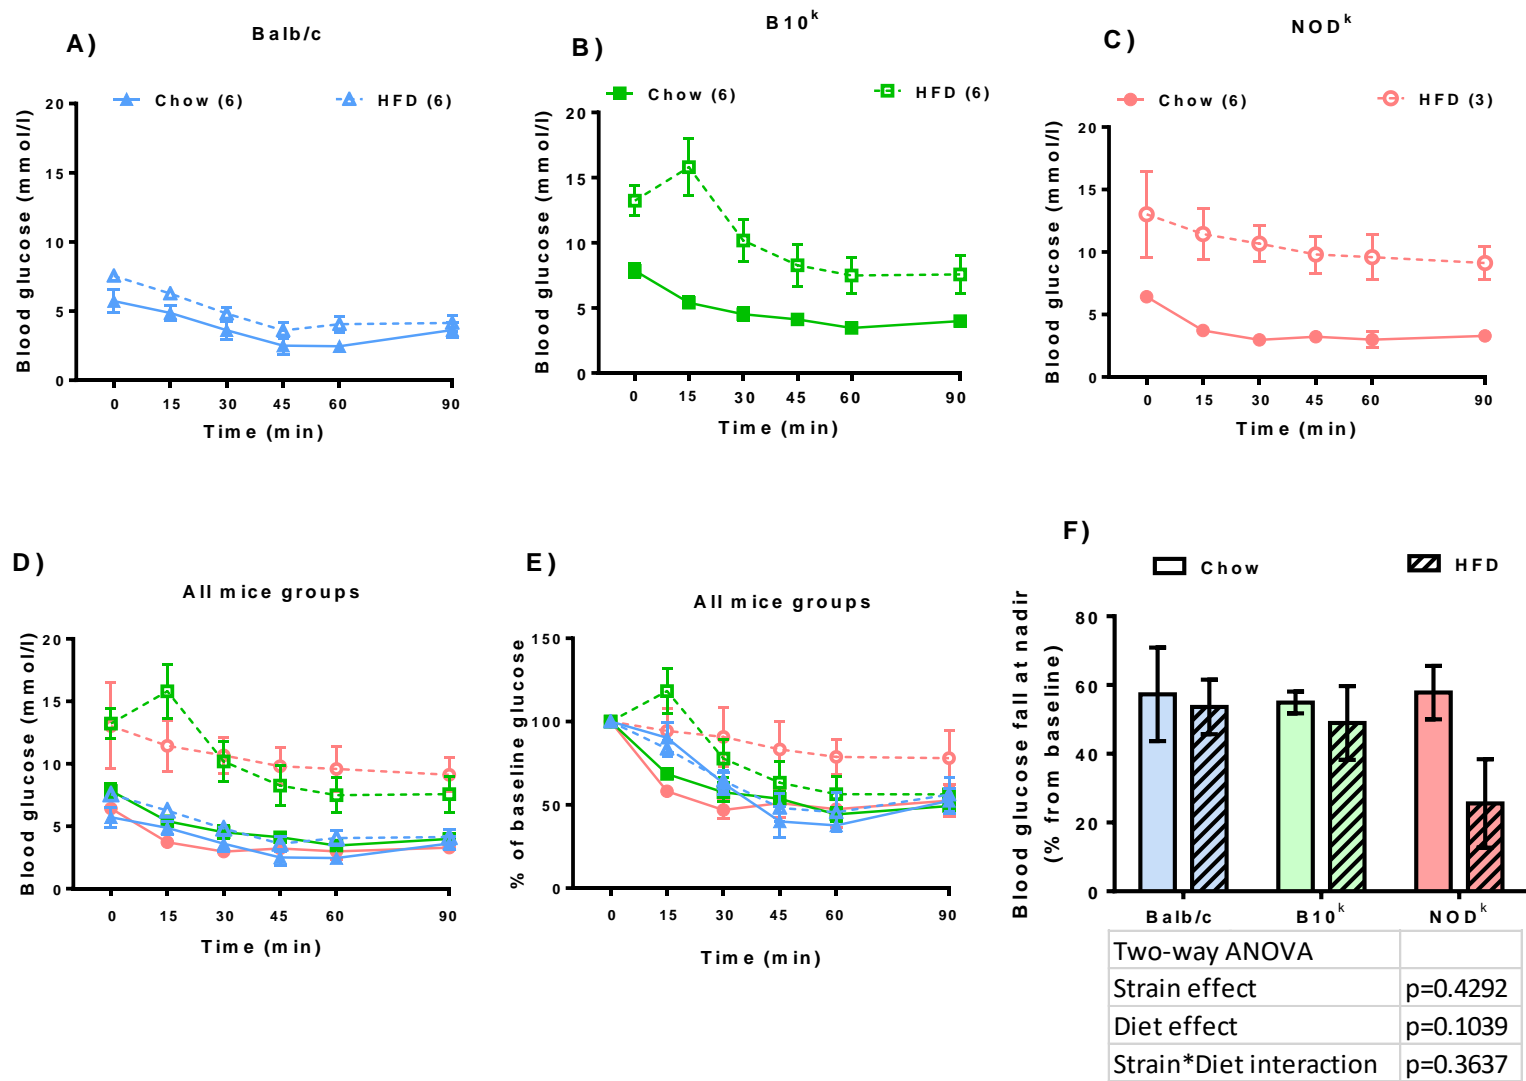 A)
Balb/c
Chow (6)
HFD (6)
Blood glucose (mmol/l)
20
15
10
5
0
0 15 30 45 60 90
Time (min)
B)
B10k
Chow (6)
HFD (6)
Blood glucose (mmol/l)
20
15
10
5
0
0 15 30 45 60 90
Time (min)
C)
NODk
Chow (6)
HFD (3)
Blood glucose (mmol/l)
20
15
10
5
0
0 15 30 45 60 90
Time (min)
D)
All mice groups
Blood glucose (mmol/l)
20
15
10
5
0
0 15 30 45 60 90
Time (min)
E)
All mice groups
% of baseline glucose
150
100
50
0
0 15 30 45 60 90
Time (min)
F)
Chow
HFD
Blood glucose fall at nadir
(% from baseline)
80
60
40
20
0
Balb/c B10k NODk
Two-way ANOVA
Strain effect p=0.4292
Diet effect p=0.1039
Strain*Diet interaction p=0.3637